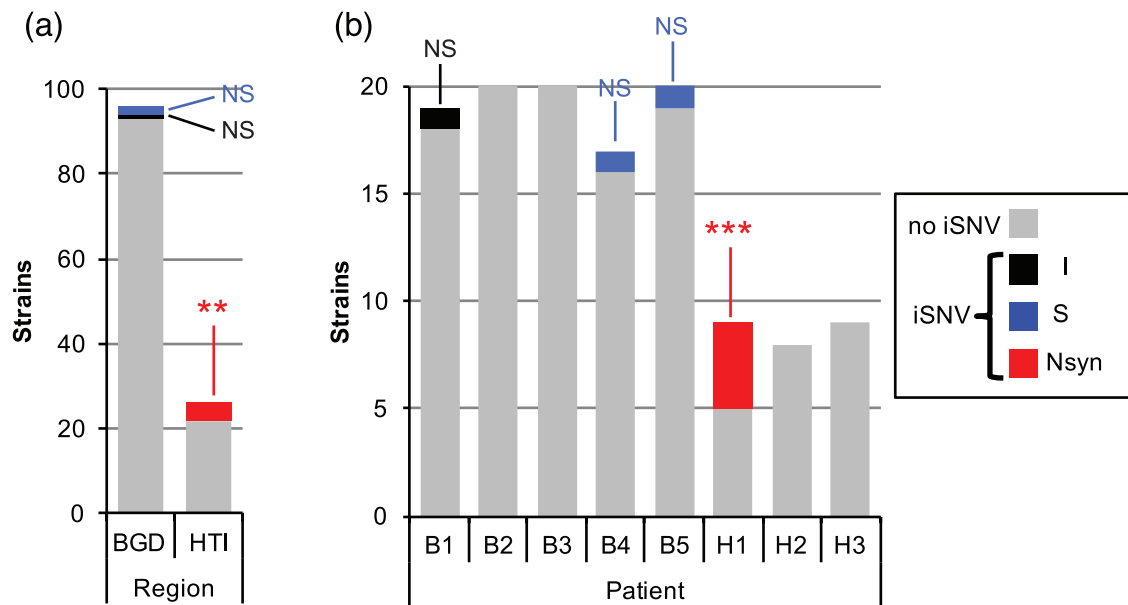 (a)
Strains
100
80
60
40
20
0
NS
NS
**
BGD HTI
Region
(b)
Strains
20
15
10
5
0
NS
NS
NS
***
B1 B2 B3 B4 B5 H1 H2 H3
Patient
no iSNV
iSNV
I
S
Nsyn